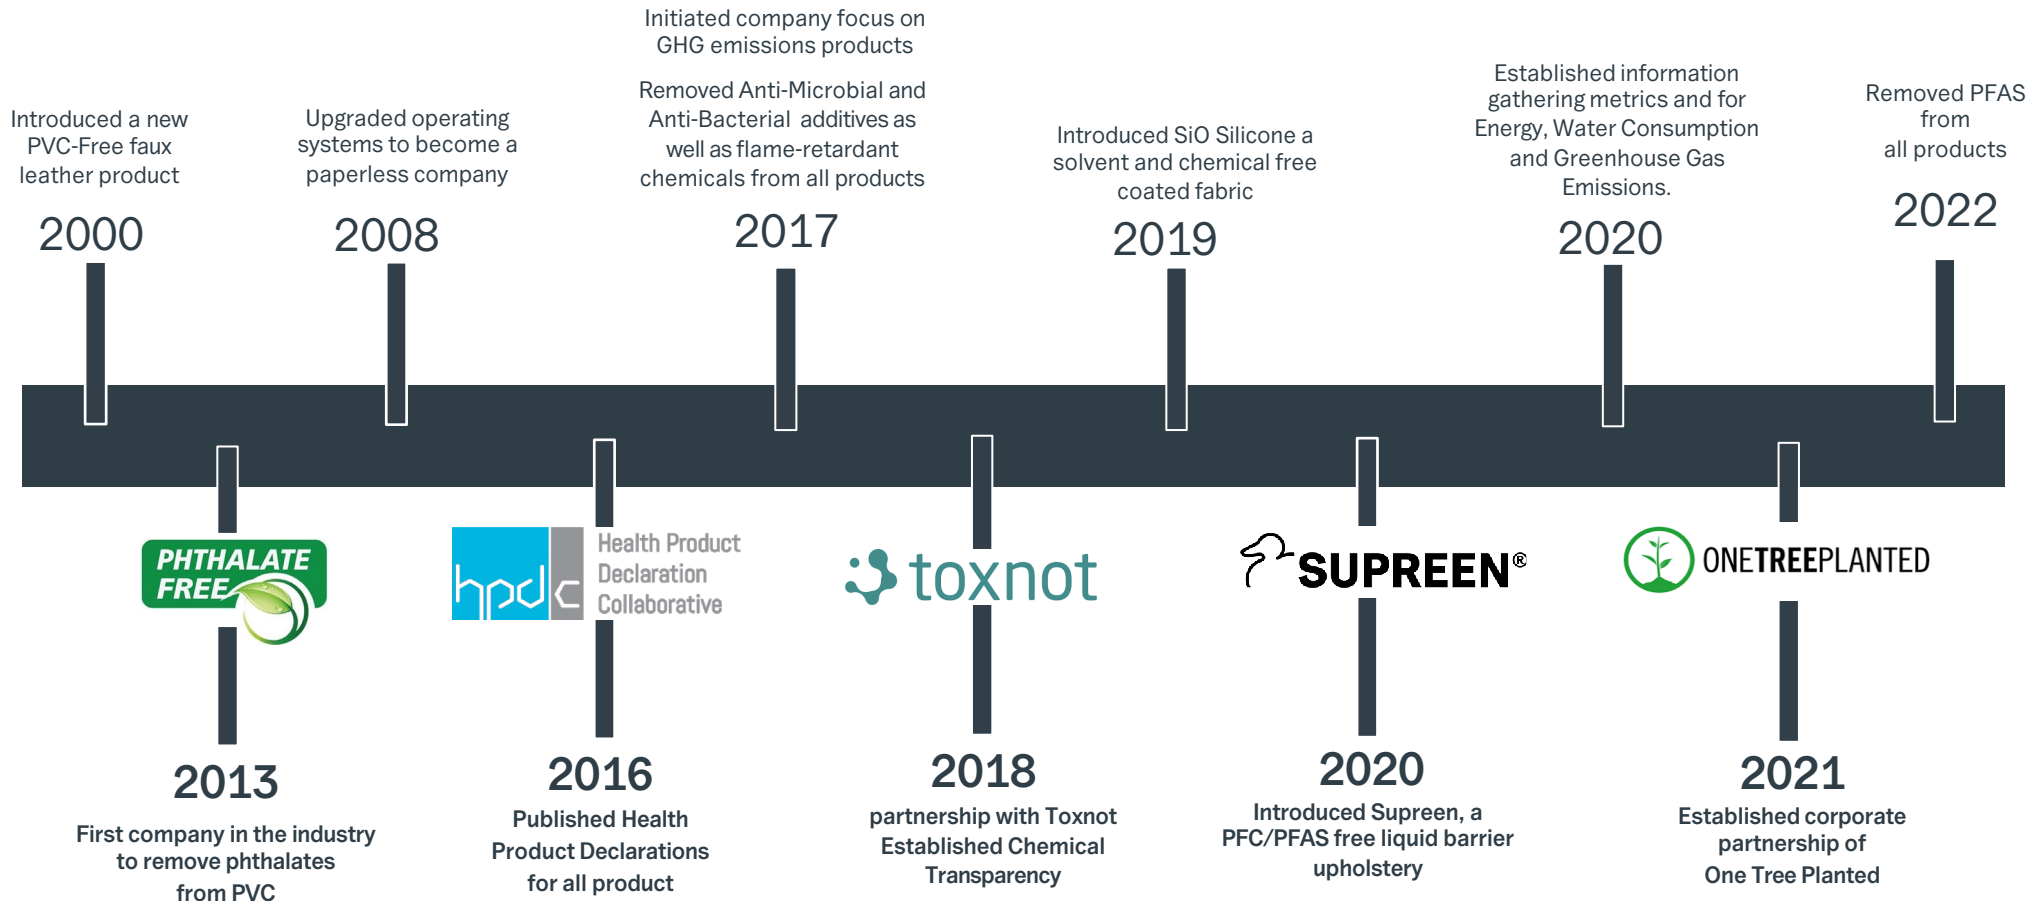 Introduced a new
PVC-Free faux
leather product
2000
Upgraded operating
systems to become a
paperless company
2008
Initiated company focus on
GHG emissions products
Removed Anti-Microbial and
Anti-Bacterial additives as
well as flame-retardant
chemicals from all products
2017
Introduced SiO Silicone a
solvent and chemical free
coated fabric
2019
Established information
gathering metrics and for
Energy, Water Consumption
and Greenhouse Gas
Emissions.
2020
Removed PFAS
from
all products
2022
PHTHALATE
FREE
2013
First company in the industry
to remove phthalates
from PVC
hpdc
Health Product
Declaration
Collaborative
2016
Published Health
Product Declarations
for all product
toxnot
2018
partnership with Toxnot
Established Chemical
Transparency
SUPREEN®
2020
Introduced Supreen, a
PFC/PFAS free liquid barrier
upholstery
ONETREEPLANTED
2021
Established corporate
partnership of
One Tree Planted